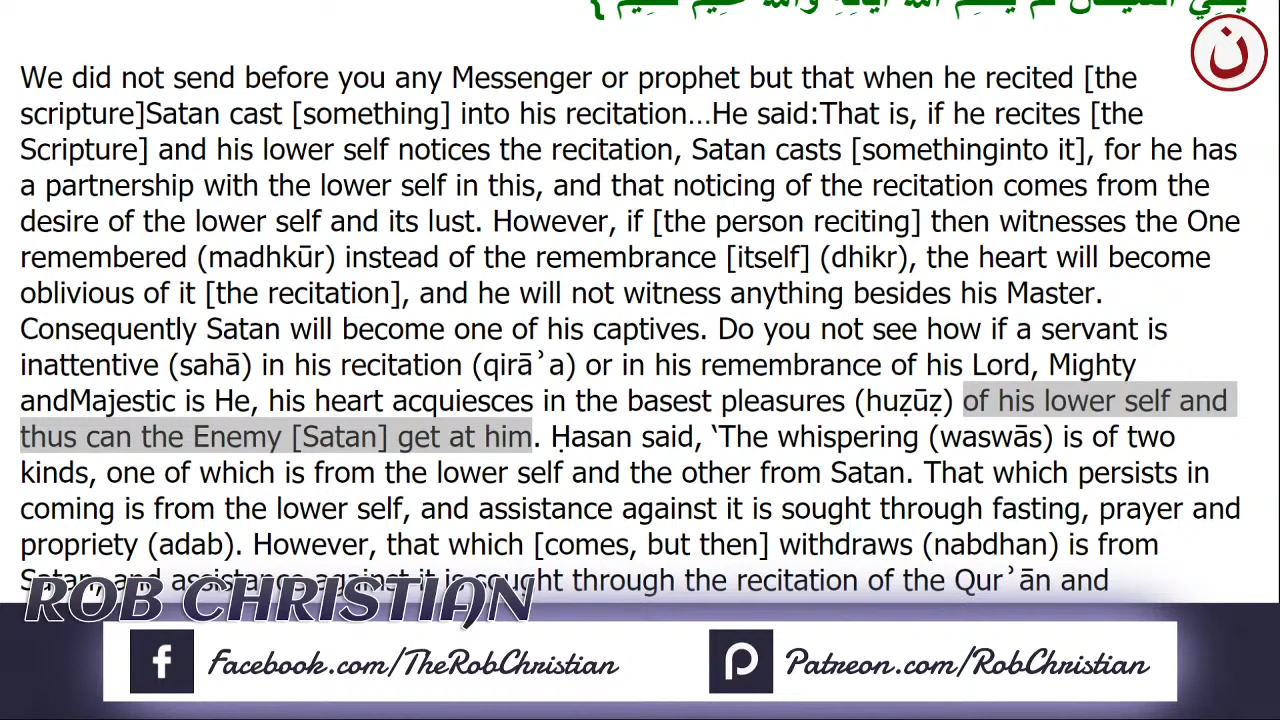 ن
We did not send before you any Messenger or prophet but that when he recited [the
scripture]Satan cast [something] into his recitation…He said:That is, if he recites [the
Scripture] and his lower self notices the recitation, Satan casts [somethinginto it], for he has
a partnership with the lower self in this, and that noticing of the recitation comes from the
desire of the lower self and its lust. However, if [the person reciting] then witnesses the One
remembered (madhkūr) instead of the remembrance [itself] (dhikr), the heart will become
oblivious of it [the recitation], and he will not witness anything besides his Master.
Consequently Satan will become one of his captives. Do you not see how if a servant is
inattentive (sahā) in his recitation (qirāʾa) or in his remembrance of his Lord, Mighty
andMajestic is He, his heart acquiesces in the basest pleasures (huẓūẓ) of his lower self and
thus can the Enemy [Satan] get at him. Ḥasan said, ‘The whispering (waswās) is of two
kinds, one of which is from the lower self and the other from Satan. That which persists in
coming is from the lower self, and assistance against it is sought through fasting, prayer and
propriety (adab). However, that which [comes, but then] withdraws (nabdhan) is from
Satan, and assistance against it is sought through the recitation of the Qurʾān and
ROB CHRISTIAN
Facebook.com/TheRobChristian
Patreon.com/RobChristian